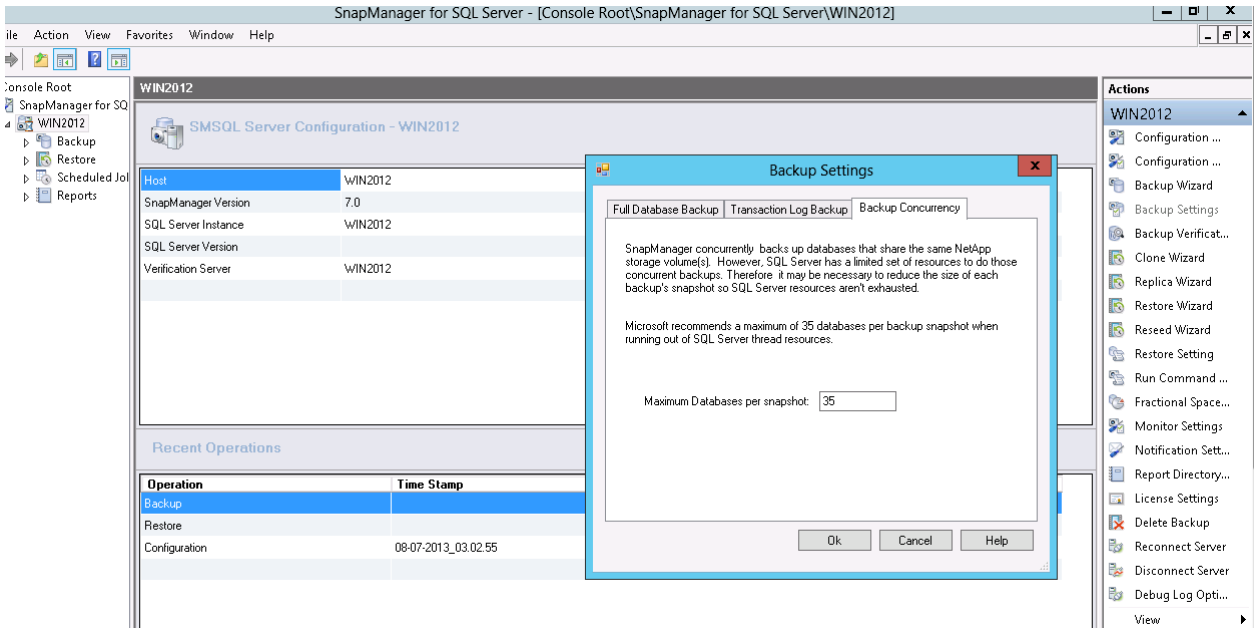 SnapManager for SQL Server - [Console Root\SnapManager for SQL Server\WIN2012]
ile Action View Favorites Window Help
Console Root
SnapManager for SQ
WIN2012
Backup
Restore
Scheduled Jol
Reports
WIN2012
SMSQL Server Configuration - WIN2012
Host WIN2012
SnapManager Version 7.0
SQL Server Instance WIN2012
SQL Server Version
Verification Server WIN2012
Recent Operations
Operation Time Stamp
Backup
Restore
Configuration 08-07-2013_03.02.55
Backup Settings
Full Database Backup Transaction Log Backup Backup Concurrency
SnapManager concurrently backs up databases that share the same NetApp
storage volume(s). However, SQL Server has a limited set of resources to do those
concurrent backups. Therefore it may be necessary to reduce the size of each
backup's snapshot so SQL Server resources aren't exhausted.
Microsoft recommends a maximum of 35 databases per backup snapshot when
running out of SQL Server thread resources.
Maximum Databases per snapshot: 35
Ok Cancel Help
Actions
WIN2012
Configuration ...
Configuration ...
Backup Wizard
Backup Settings
Backup Verificat...
Clone Wizard
Replica Wizard
Restore Wizard
Reseed Wizard
Restore Setting
Run Command ...
Fractional Space...
Monitor Settings
Notification Sett...
Report Directory...
License Settings
Delete Backup
Reconnect Server
Disconnect Server
Debug Log Opti...
View